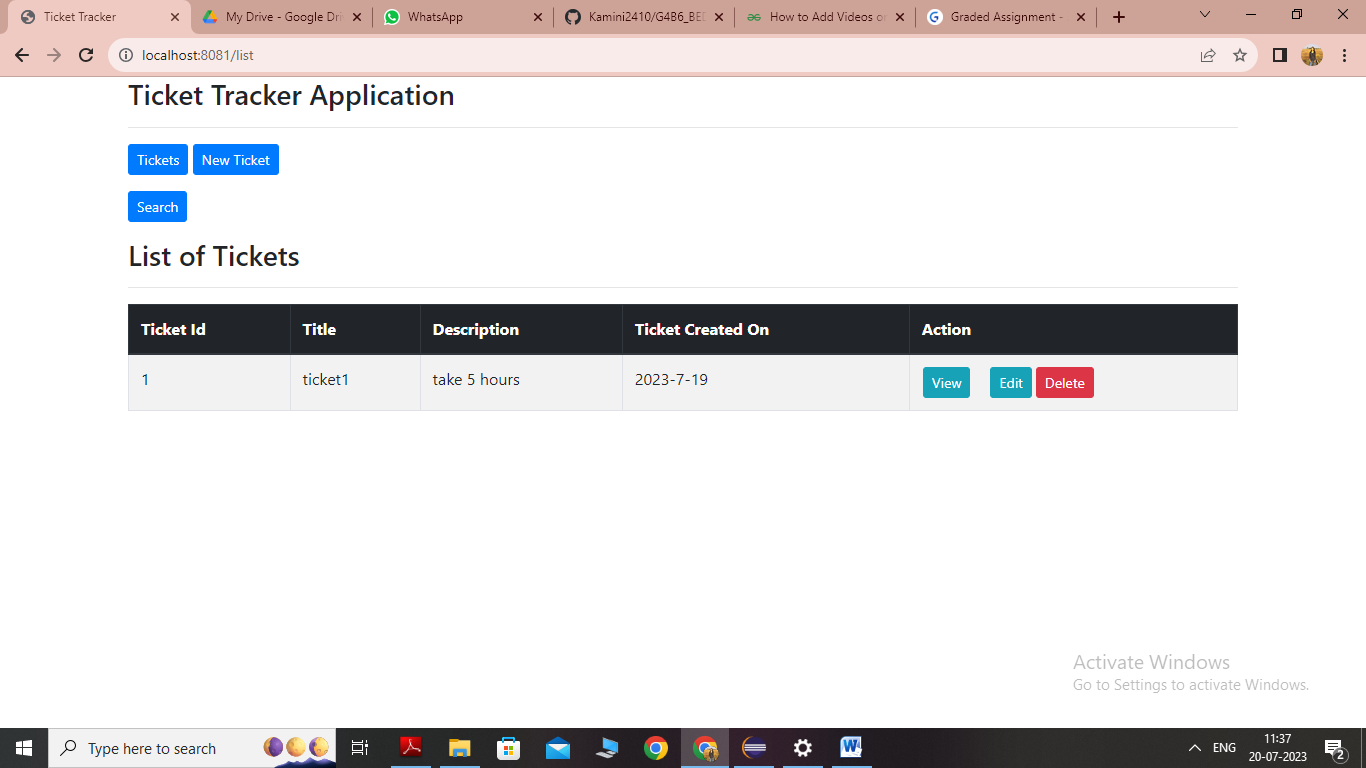 Ticket Tracker
My Drive - Google Dri
WhatsApp
Kamini2410/G4B6_BED
How to Add Videos or
Graded Assignment -
localhost:8081/list
Ticket Tracker Application
Tickets New Ticket
Search
List of Tickets
Ticket Id Title Description Ticket Created On Action
1 ticket1 take 5 hours 2023-7-19 View Edit Delete
Activate Windows
Go to Settings to activate Windows.
Type here to search
ENG
11:37
20-07-2023
2